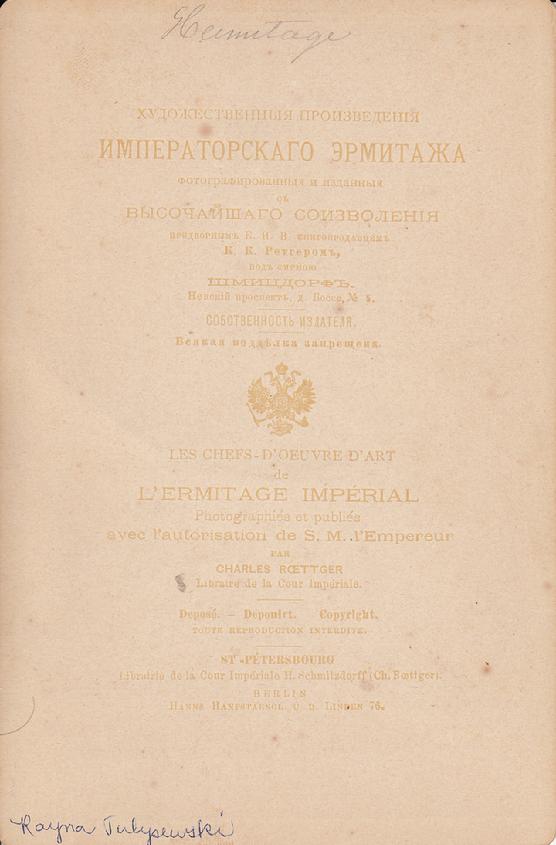 Hermitage
ХУДОЖЕСТВЕННЫЯ ПРОИЗВЕДЕНІЯ
ИМПЕРАТОРСКАГО ЭРМИТАЖА
фотографированныя и изданныя
съ
ВЫСОЧАЙШАГО СОИЗВОЛЕНІЯ
придворнымъ Е. И. В. книгопродавцемъ
К. К. Реттеромъ,
подъ фирмою
ШМИЦДОРФЪ.
Невскій проспектъ, д. Боссе, № 5.
СОБСТВЕННОСТЬ ИЗДАТЕЛЯ.
Всякая поддѣлка запрещена.
LES CHEFS-D'OEUVRE D'ART
de
L'ERMITAGE IMPÉRIAL
Photographiés et publiés
avec l'autorisation de S. M. l'Empereur
PAR
CHARLES RŒTTGER
Libraire de la Cour Impériale.
Deposé. – Deponirt. Copyright.
TOUTE REPRODUCTION INTERDITE.
ST-PÉTERSBOURG
Librairie de la Cour Impériale H. Schmitzdorff (Ch. Rœttger).
BERLIN
HANNS HANFSTAENGL, U. D. LINDEN 76.
Rayna